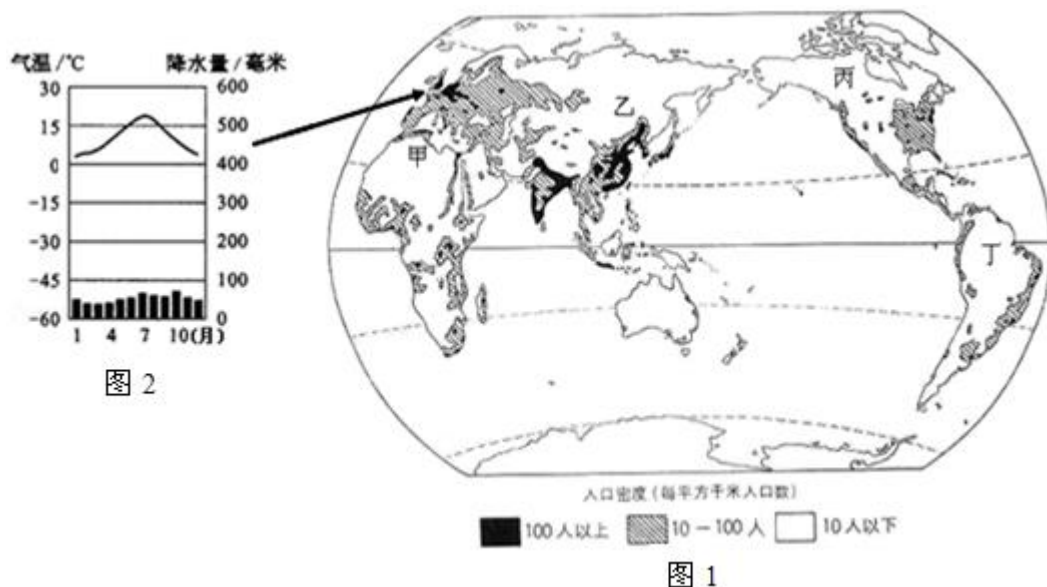 气温/℃ 降水量/毫米
30 600
15 500
0 400
-15 300
-30 200
-45 100
-60 0
1 4 7 10(月)
图 2
甲
乙
丙
丁
人口密度(每平方千米人口数)
100人以上 10-100人 10人以下
图 1